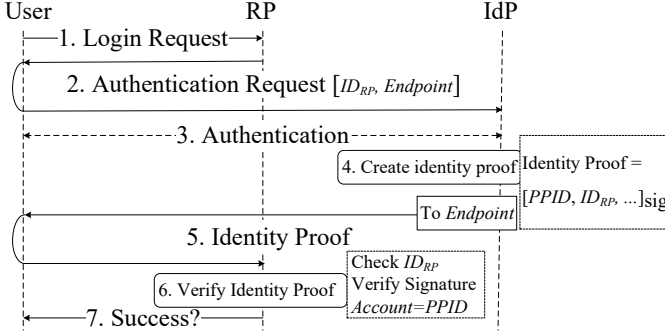 User RP IdP
1. Login Request
2. Authentication Request [ID_RP, Endpoint]
3. Authentication
4. Create identity proof
Identity Proof =
[PPID, ID_RP, ...]sig
To Endpoint
5. Identity Proof
6. Verify Identity Proof
Check ID_RP
Verify Signature
Account=PPID
7. Success?